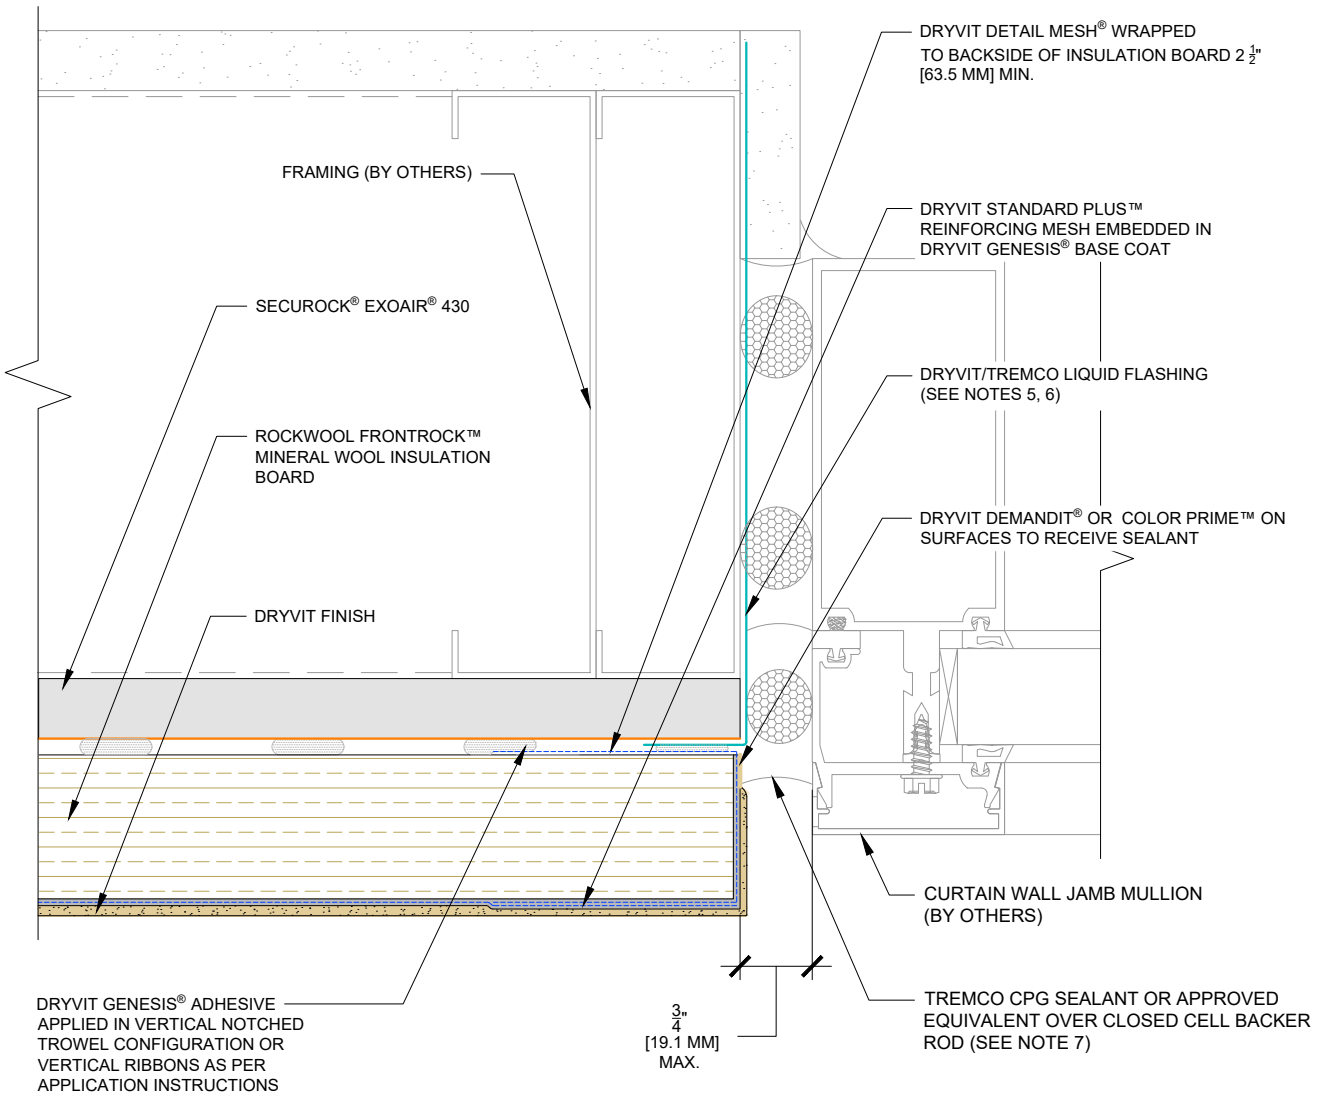 DRYVIT DETAIL MESH® WRAPPED
TO BACKSIDE OF INSULATION BOARD 2 1/2"
[63.5 MM] MIN.
FRAMING (BY OTHERS)
DRYVIT STANDARD PLUS™
REINFORCING MESH EMBEDDED IN
DRYVIT GENESIS® BASE COAT
SECUROCK® EXOAIR® 430
DRYVIT/TREMCO LIQUID FLASHING
(SEE NOTES 5, 6)
ROCKWOOL FRONTROCK™
MINERAL WOOL INSULATION
BOARD
DRYVIT DEMANDIT® OR COLOR PRIME™ ON
SURFACES TO RECEIVE SEALANT
DRYVIT FINISH
CURTAIN WALL JAMB MULLION
(BY OTHERS)
DRYVIT GENESIS® ADHESIVE
APPLIED IN VERTICAL NOTCHED
TROWEL CONFIGURATION OR
VERTICAL RIBBONS AS PER
APPLICATION INSTRUCTIONS
3/4"
[19.1 MM]
MAX.
TREMCO CPG SEALANT OR APPROVED
EQUIVALENT OVER CLOSED CELL BACKER
ROD (SEE NOTE 7)